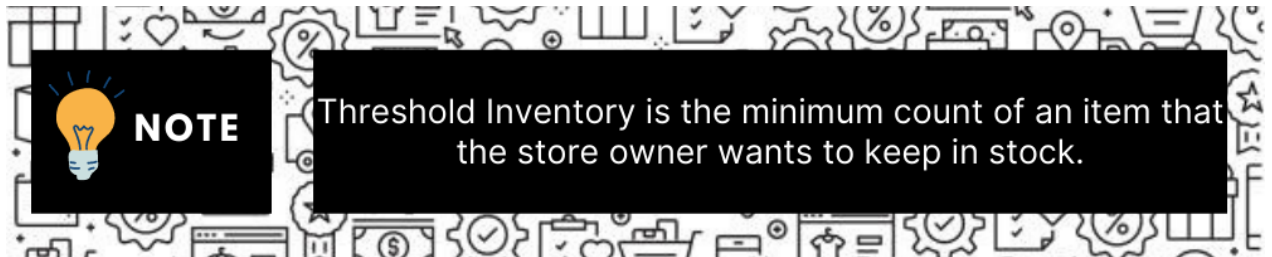 NOTE
Threshold Inventory is the minimum count of an item that
the store owner wants to keep in stock.